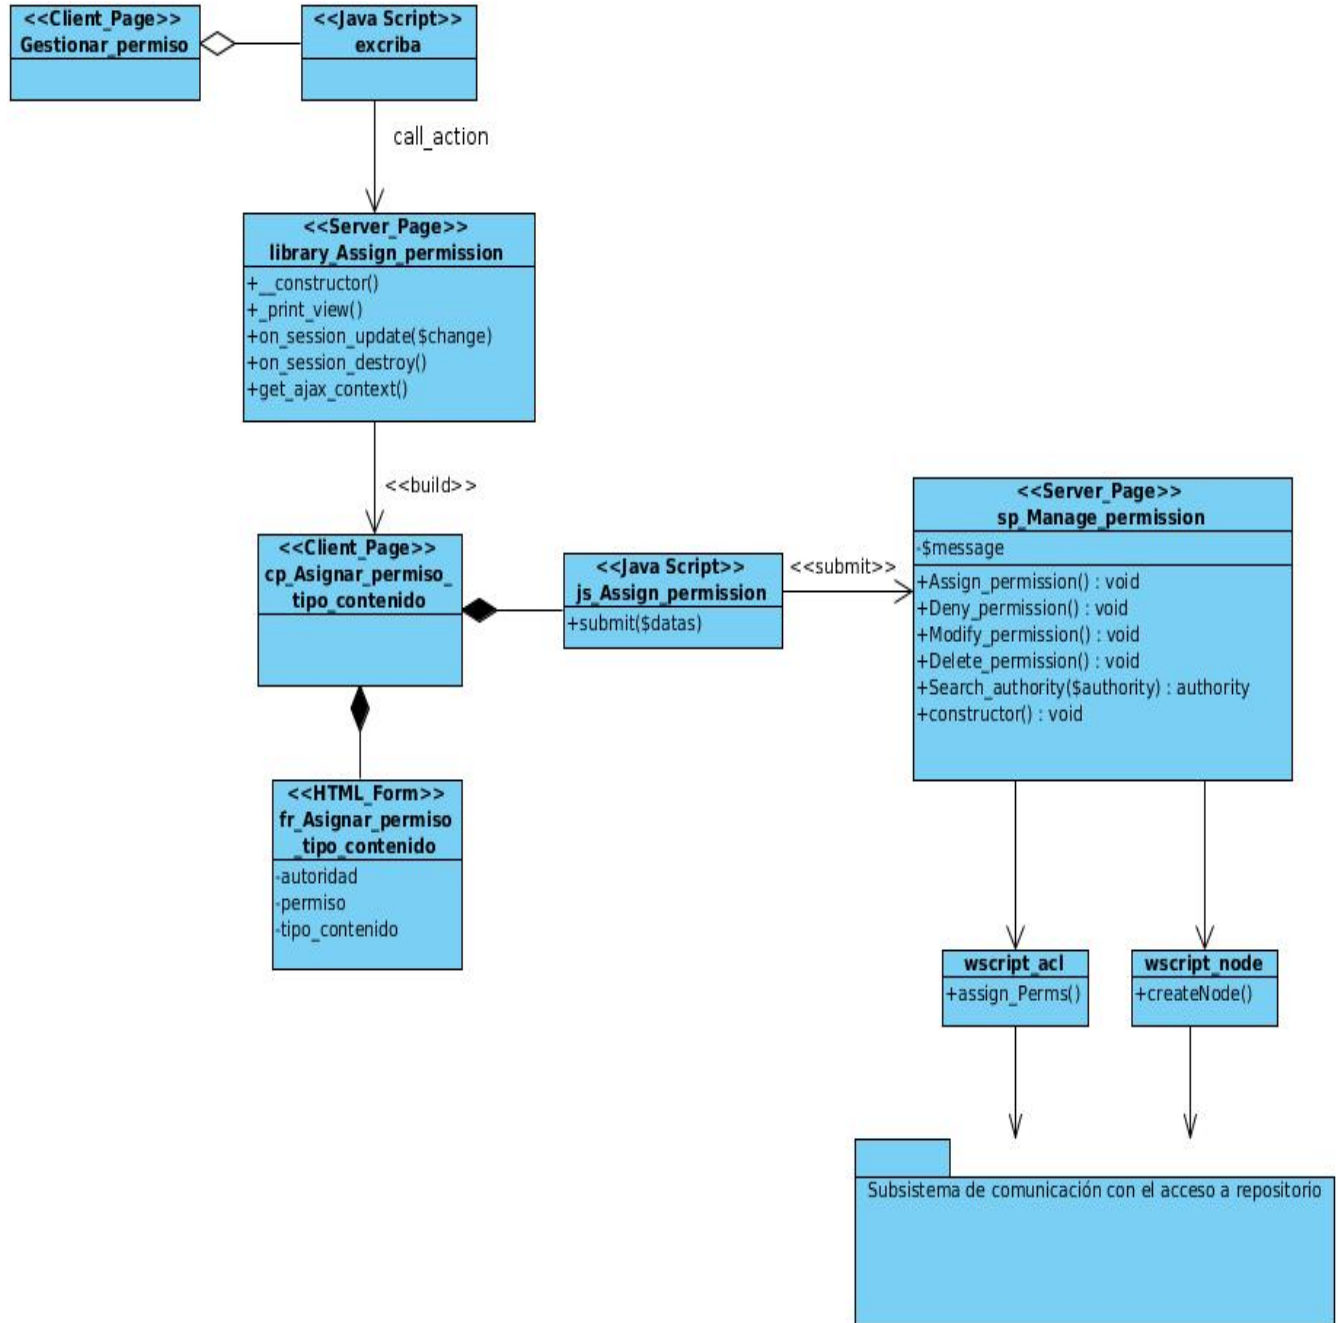 <<Client_Page>>
Gestionar_permiso
<<Java Script>>
excriba
call_action
<<Server_Page>>
library_Assign_permission
+__constructor()
+_print_view()
+on_session_update($change)
+on_session_destroy()
+get_ajax_context()
<<build>>
<<Client_Page>>
cp_Asignar_permiso_
tipo_contenido
<<Java Script>>
js_Assign_permission
+submit($datas)
<<submit>>
<<Server_Page>>
sp_Manage_permission
-$message
+Assign_permission() : void
+Deny_permission() : void
+Modify_permission() : void
+Delete_permission() : void
+Search_authority($authority) : authority
+constructor() : void
<<HTML_Form>>
fr_Asignar_permiso
_tipo_contenido
-autoridad
-permiso
-tipo_contenido
wscript_acl
+assign_Perms()
wscript_node
+createNode()
Subsistema de comunicación con el acceso a repositorio